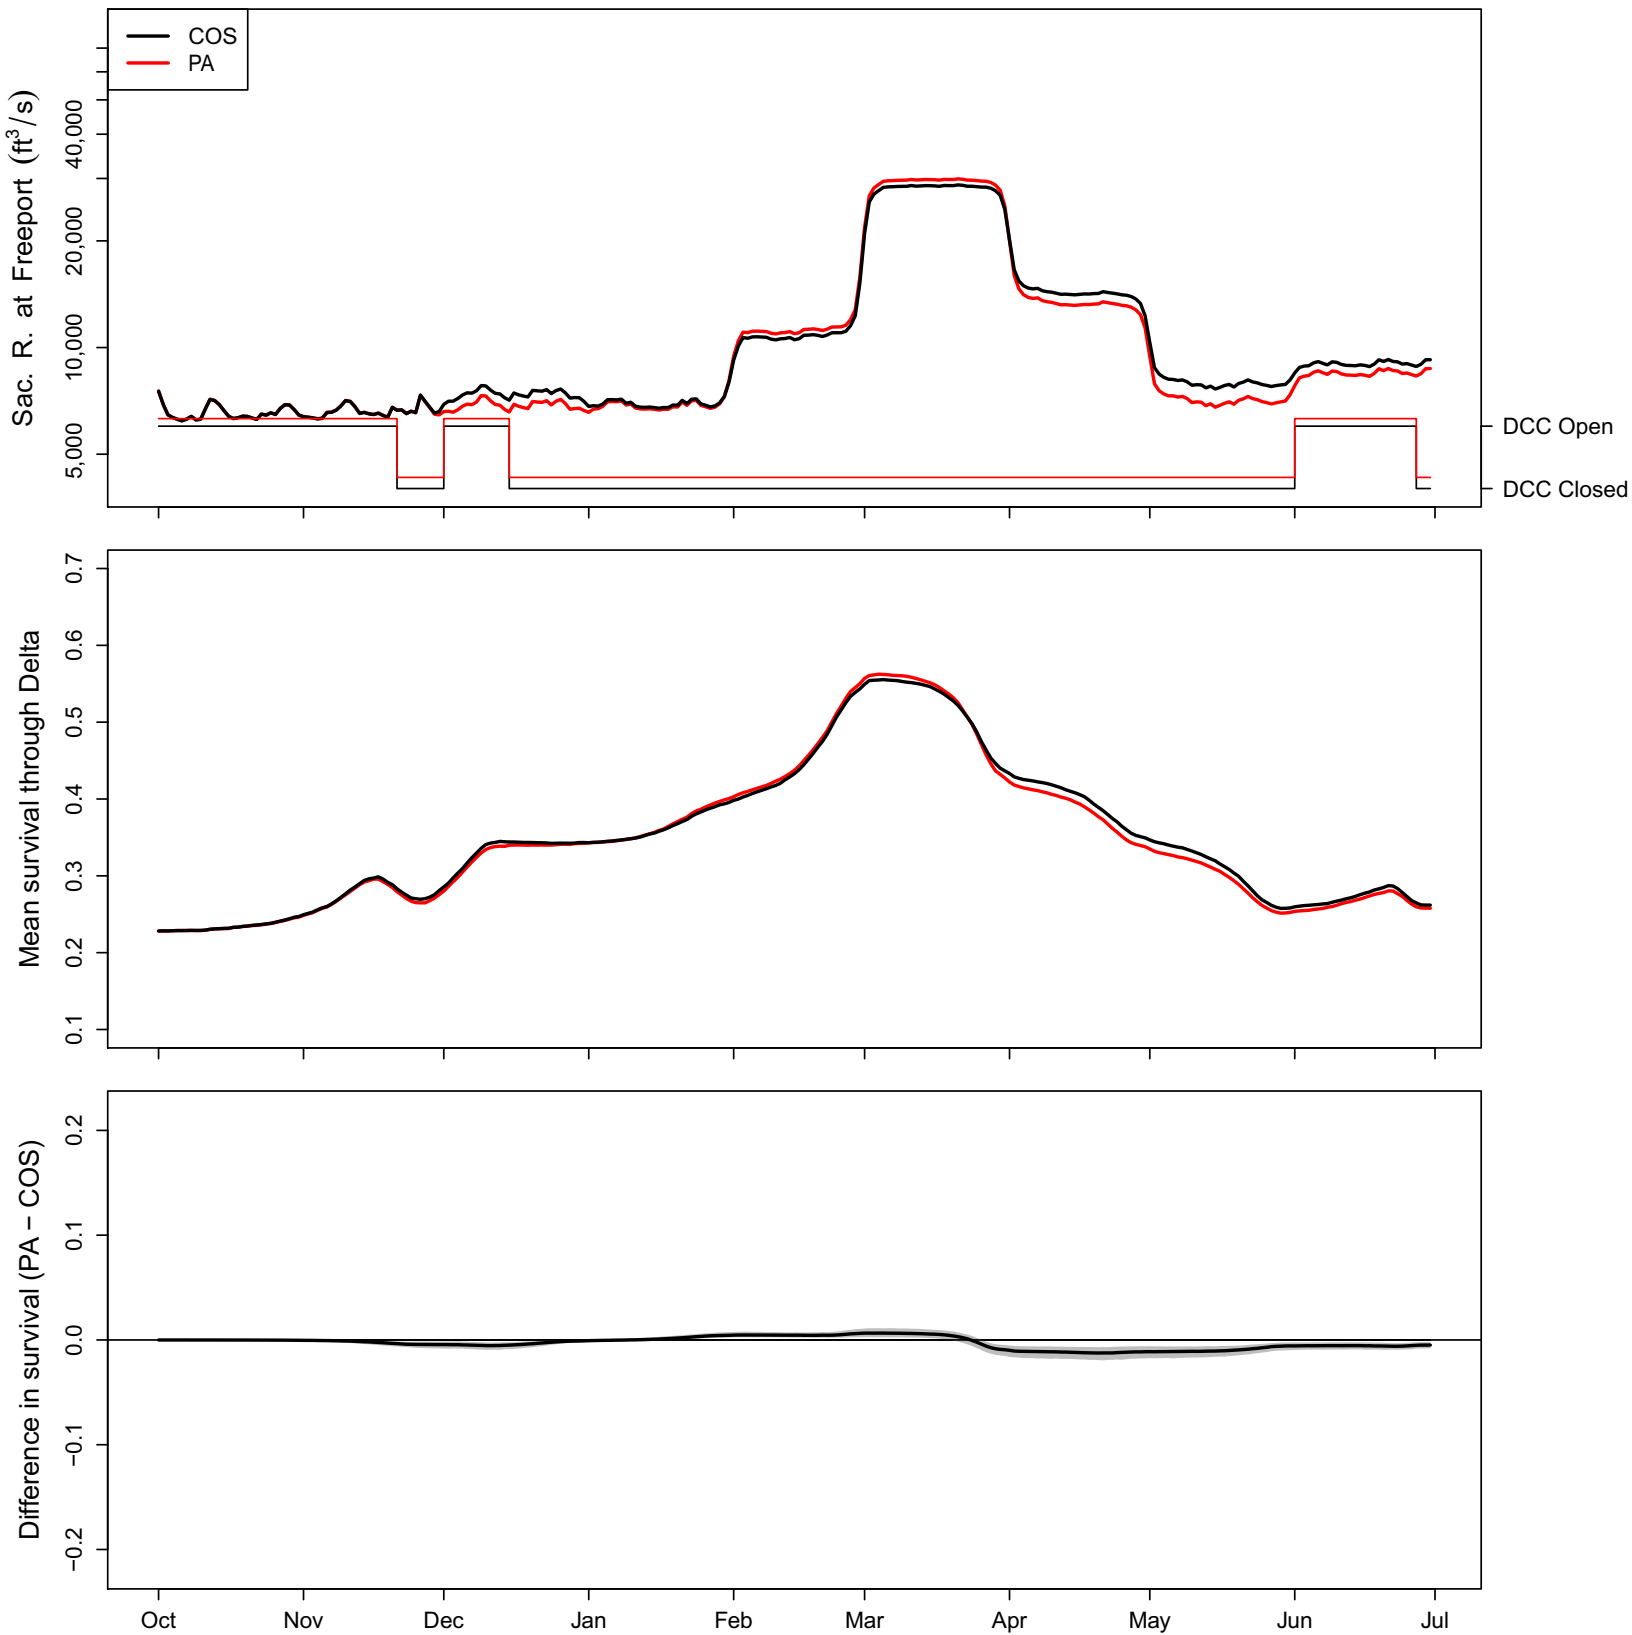 COS
PA
Sac. R. at Freeport (ft³/s)
40,000
20,000
10,000
5,000
DCC Open
DCC Closed
Mean survival through Delta
0.7
0.6
0.5
0.4
0.3
0.2
0.1
Difference in survival (PA − COS)
0.2
0.1
0.0
−0.1
−0.2
Oct Nov Dec Jan Feb Mar Apr May Jun Jul